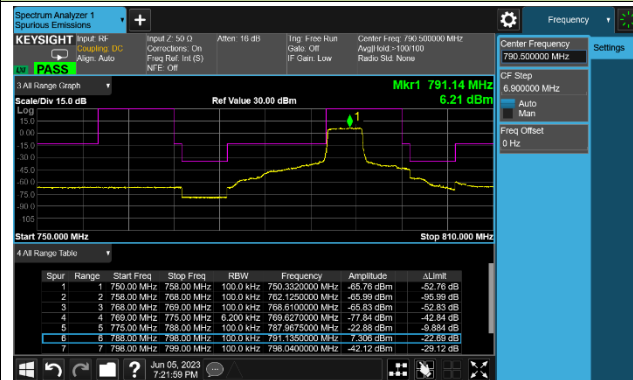 Spectrum Analyzer 1
Spurious Emissions
Frequency
KEYSIGHT Input: RF
Coupling: DC
Align: Auto
Input Z: 50 Ω
Corrections: On
Freq Ref: Int (S)
NFE: Off
Atten: 16 dB
Trig: Free Run
Gate: Off
IF Gain: Low
Center Freq: 790.500000 MHz
Avg|Hold:>100/100
Radio Std: None
PASS
Center Frequency
790.500000 MHz
Settings
CF Step
6.900000 MHz
Auto
Man
Freq Offset
0 Hz
3 All Range Graph
Mkr1 791.14 MHz
Scale/Div 15.0 dB
Ref Value 30.00 dBm
6.21 dBm
Log
15.0
0.00
-15.0
-30.0
-45.0
-60.0
-75.0
-90.0
-105
1
Start 750.000 MHz
Stop 810.000 MHz
4 All Range Table
Spur Range Start Freq Stop Freq RBW Frequency Amplitude ΔLimit
1 1 750.00 MHz 758.00 MHz 100.0 kHz 750.3320000 MHz -65.76 dBm -52.76 dB
2 2 758.00 MHz 768.00 MHz 100.0 kHz 762.1250000 MHz -65.99 dBm -95.99 dB
3 3 768.00 MHz 769.00 MHz 100.0 kHz 768.6100000 MHz -65.83 dBm -52.83 dB
4 4 769.00 MHz 775.00 MHz 6.200 kHz 769.6270000 MHz -77.84 dBm -42.84 dB
5 5 775.00 MHz 788.00 MHz 100.0 kHz 787.9675000 MHz -22.88 dBm -9.884 dB
6 6 788.00 MHz 798.00 MHz 100.0 kHz 791.1350000 MHz 7.306 dBm -22.69 dB
7 7 798.00 MHz 799.00 MHz 100.0 kHz 798.0400000 MHz -42.12 dBm -29.12 dB
Jun 05, 2023
7:21:59 PM